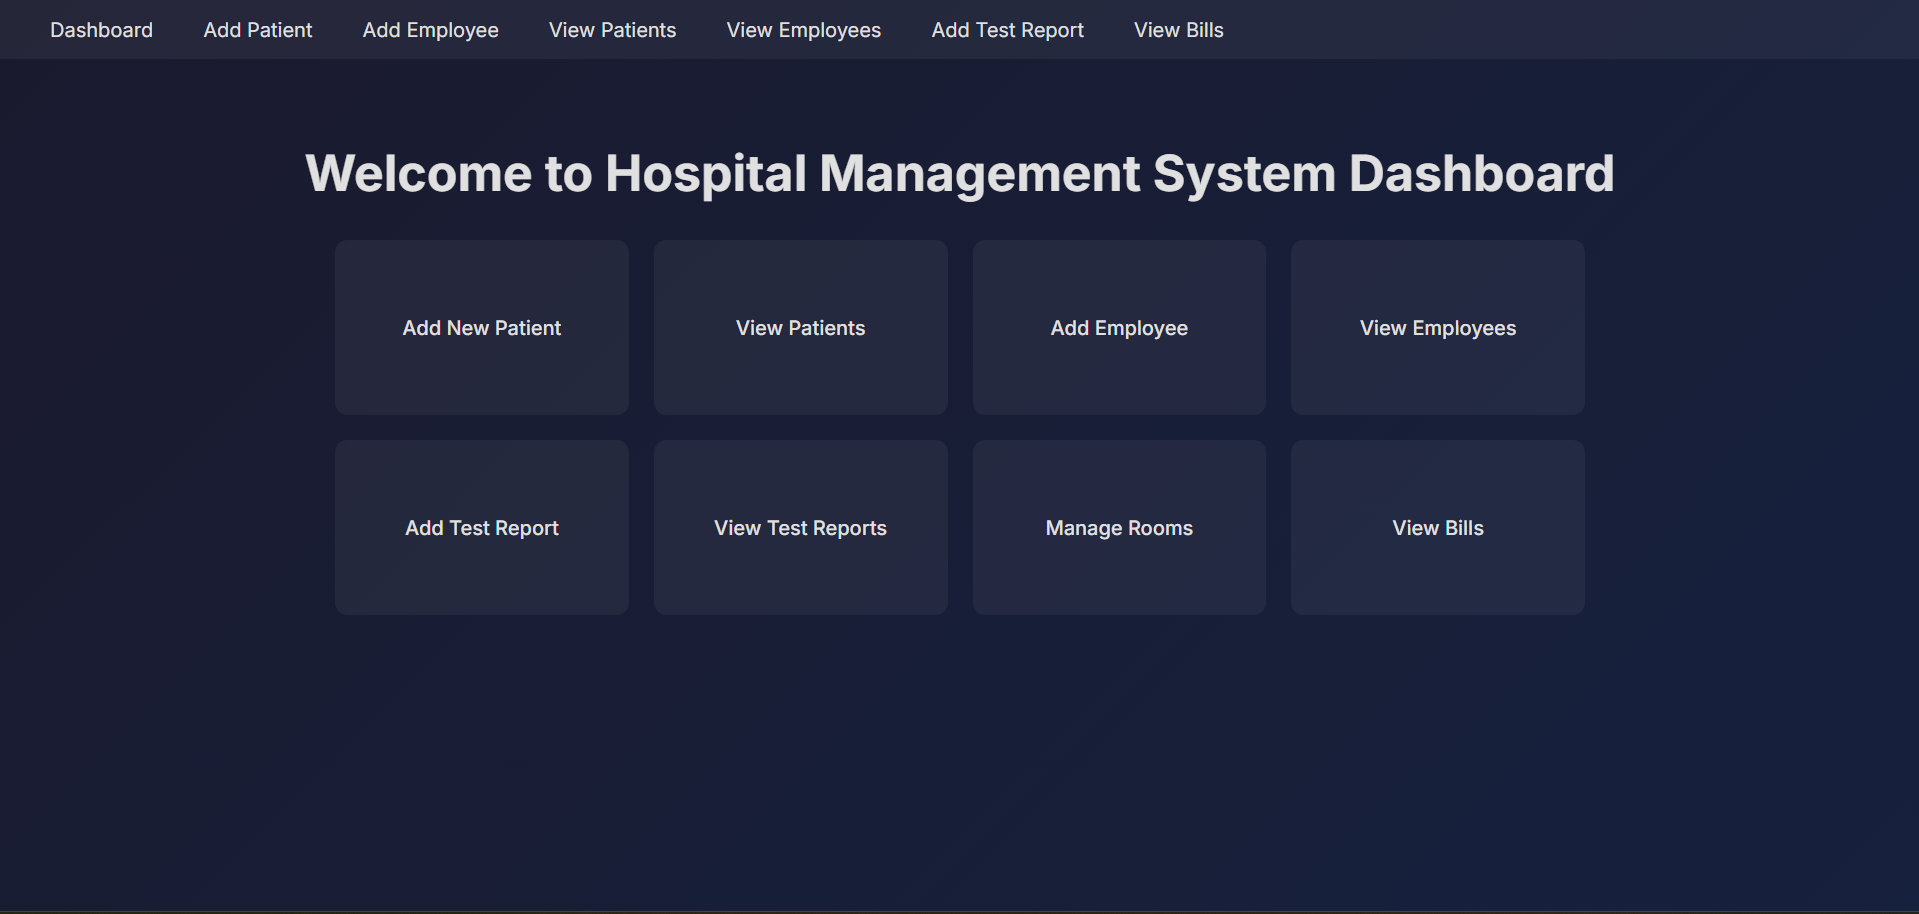 Dashboard Add Patient Add Employee View Patients View Employees Add Test Report View Bills
Welcome to Hospital Management System Dashboard
Add New Patient View Patients Add Employee View Employees
Add Test Report View Test Reports Manage Rooms View Bills